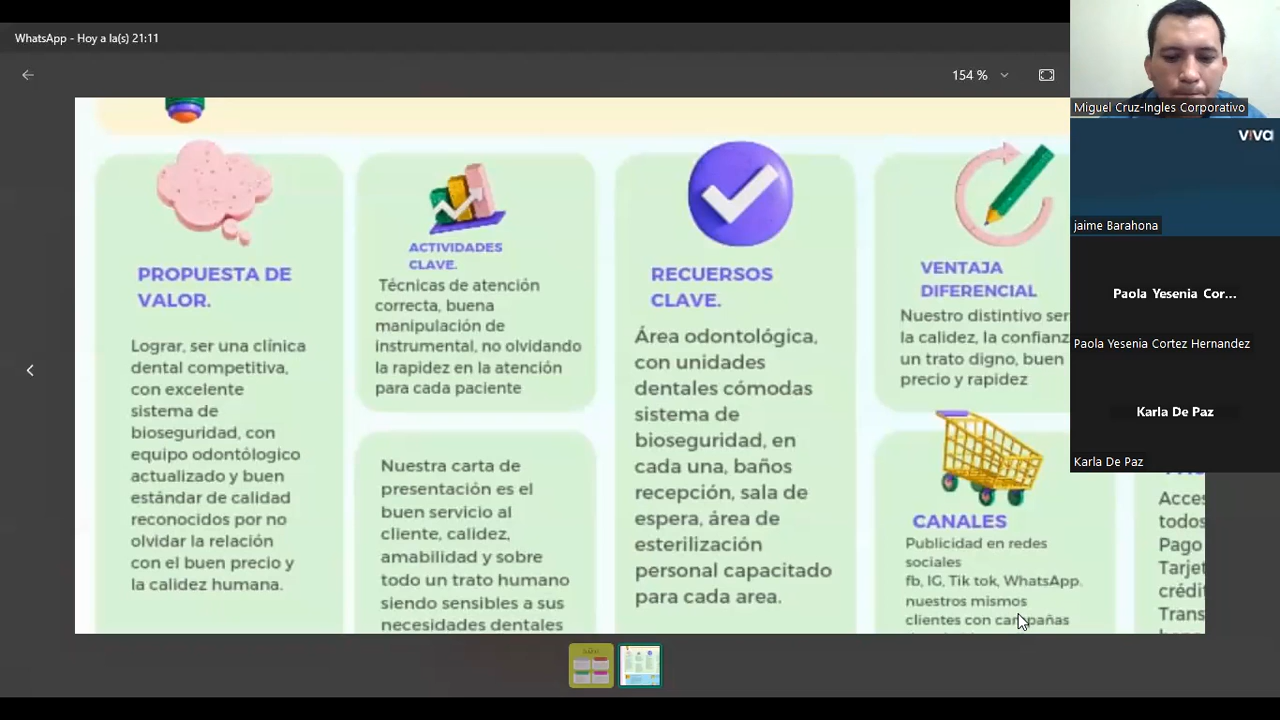 WhatsApp - Hoy a la(s) 21:11
154 %
PROPUESTA DE
VALOR.
Lograr, ser una clínica
dental competitiva,
con excelente
sistema de
bioseguridad, con
equipo odontólogico
actualizado y buen
estándar de calidad
reconocidos por no
olvidar la relación
con el buen precio y
la calidez humana.
ACTIVIDADES
CLAVE.
Técnicas de atención
correcta, buena
manipulación de
instrumental, no olvidando
la rapidez en la atención
para cada paciente
Nuestra carta de
presentación es el
buen servicio al
cliente, calidez,
amabilidad y sobre
todo un trato humano
siendo sensibles a sus
necesidades dentales
RECUERSOS
CLAVE.
Área odontológica,
con unidades
dentales cómodas
sistema de
bioseguridad, en
cada una, baños
recepción, sala de
espera, área de
esterilización
personal capacitado
para cada area.
VENTAJA
DIFERENCIAL
Nuestro distintivo ser
la calidez, la confianz
un trato digno, buen
precio y rapidez
CANALES
Publicidad en redes
sociales
fb, IG, Tik tok, WhatsApp.
nuestros mismos
clientes con campañas
Acces
todos
Pago
Tarjet
crédi
Trans
Miguel Cruz-Ingles Corporativo
viva
jaime Barahona
Paola Yesenia Cor...
Paola Yesenia Cortez Hernandez
Karla De Paz
Karla De Paz